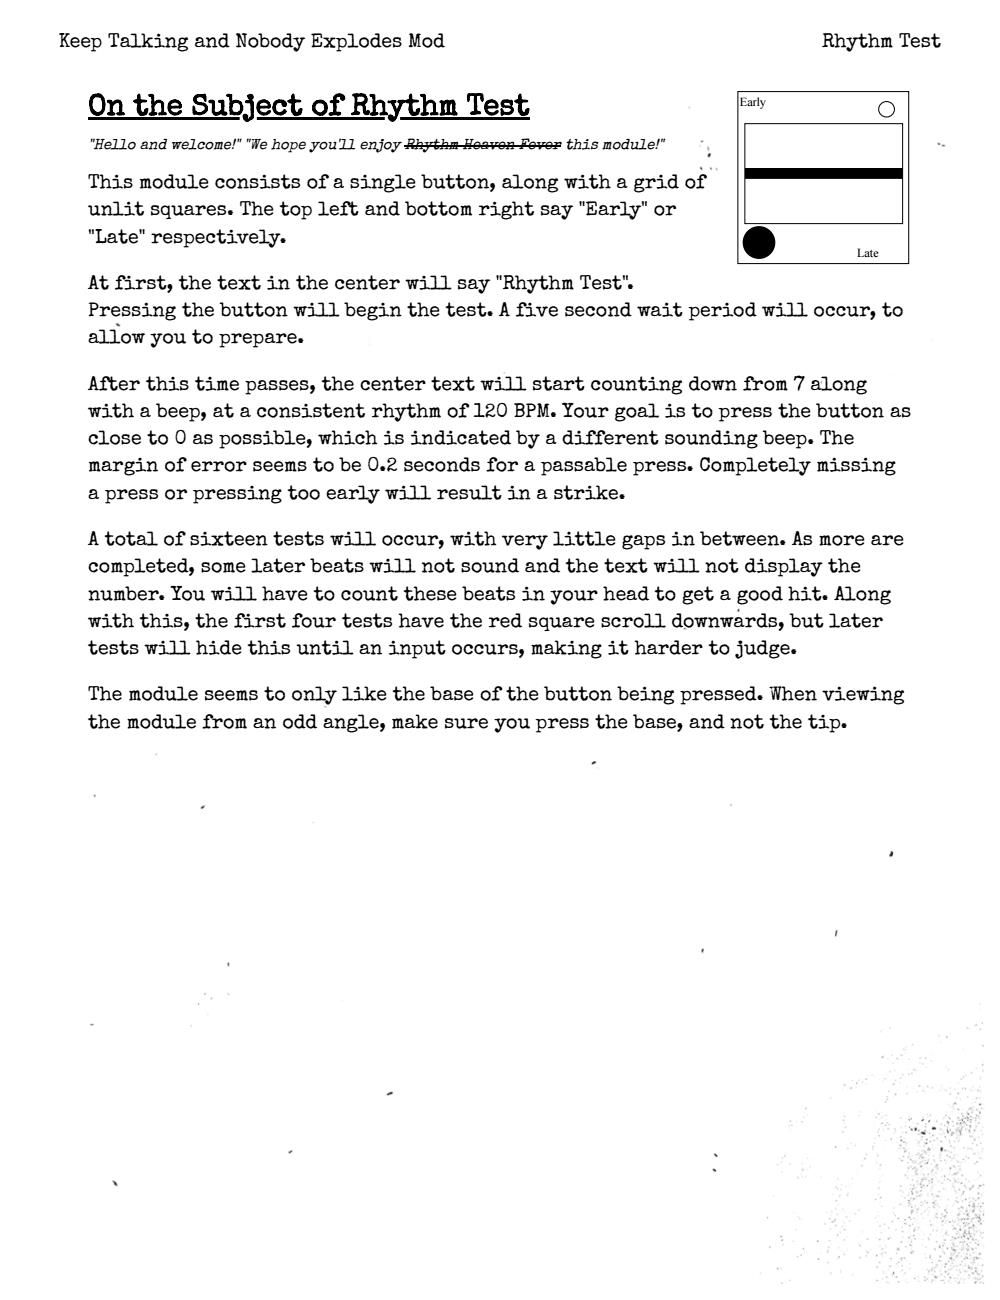 Keep Talking and Nobody Explodes Mod
Rhythm Test
On the Subject of Rhythm Test
"Hello and welcome!" "We hope you'll enjoy Rhythm Heaven Fever this module!"
Early
This module consists of a single button, along with a grid of
unlit squares. The top left and bottom right say "Early" or
"Late" respectively.
Late
At first, the text in the center will say "Rhythm Test".
Pressing the button will begin the test. A five second wait period will occur, to
allow you to prepare.
After this time passes, the center text will start counting down from 7 along
with a beep, at a consistent rhythm of 120 BPM. Your goal is to press the button as
close to 0 as possible, which is indicated by a different sounding beep. The
margin of error seems to be 0.2 seconds for a passable press. Completely missing
a press or pressing too early will result in a strike.
A total of sixteen tests will occur, with very little gaps in between. As more are
completed, some later beats will not sound and the text will not display the
number. You will have to count these beats in your head to get a good hit. Along
with this, the first four tests have the red square scroll downwards, but later
tests will hide this until an input occurs, making it harder to judge.
The module seems to only like the base of the button being pressed. When viewing
the module from an odd angle, make sure you press the base, and not the tip.